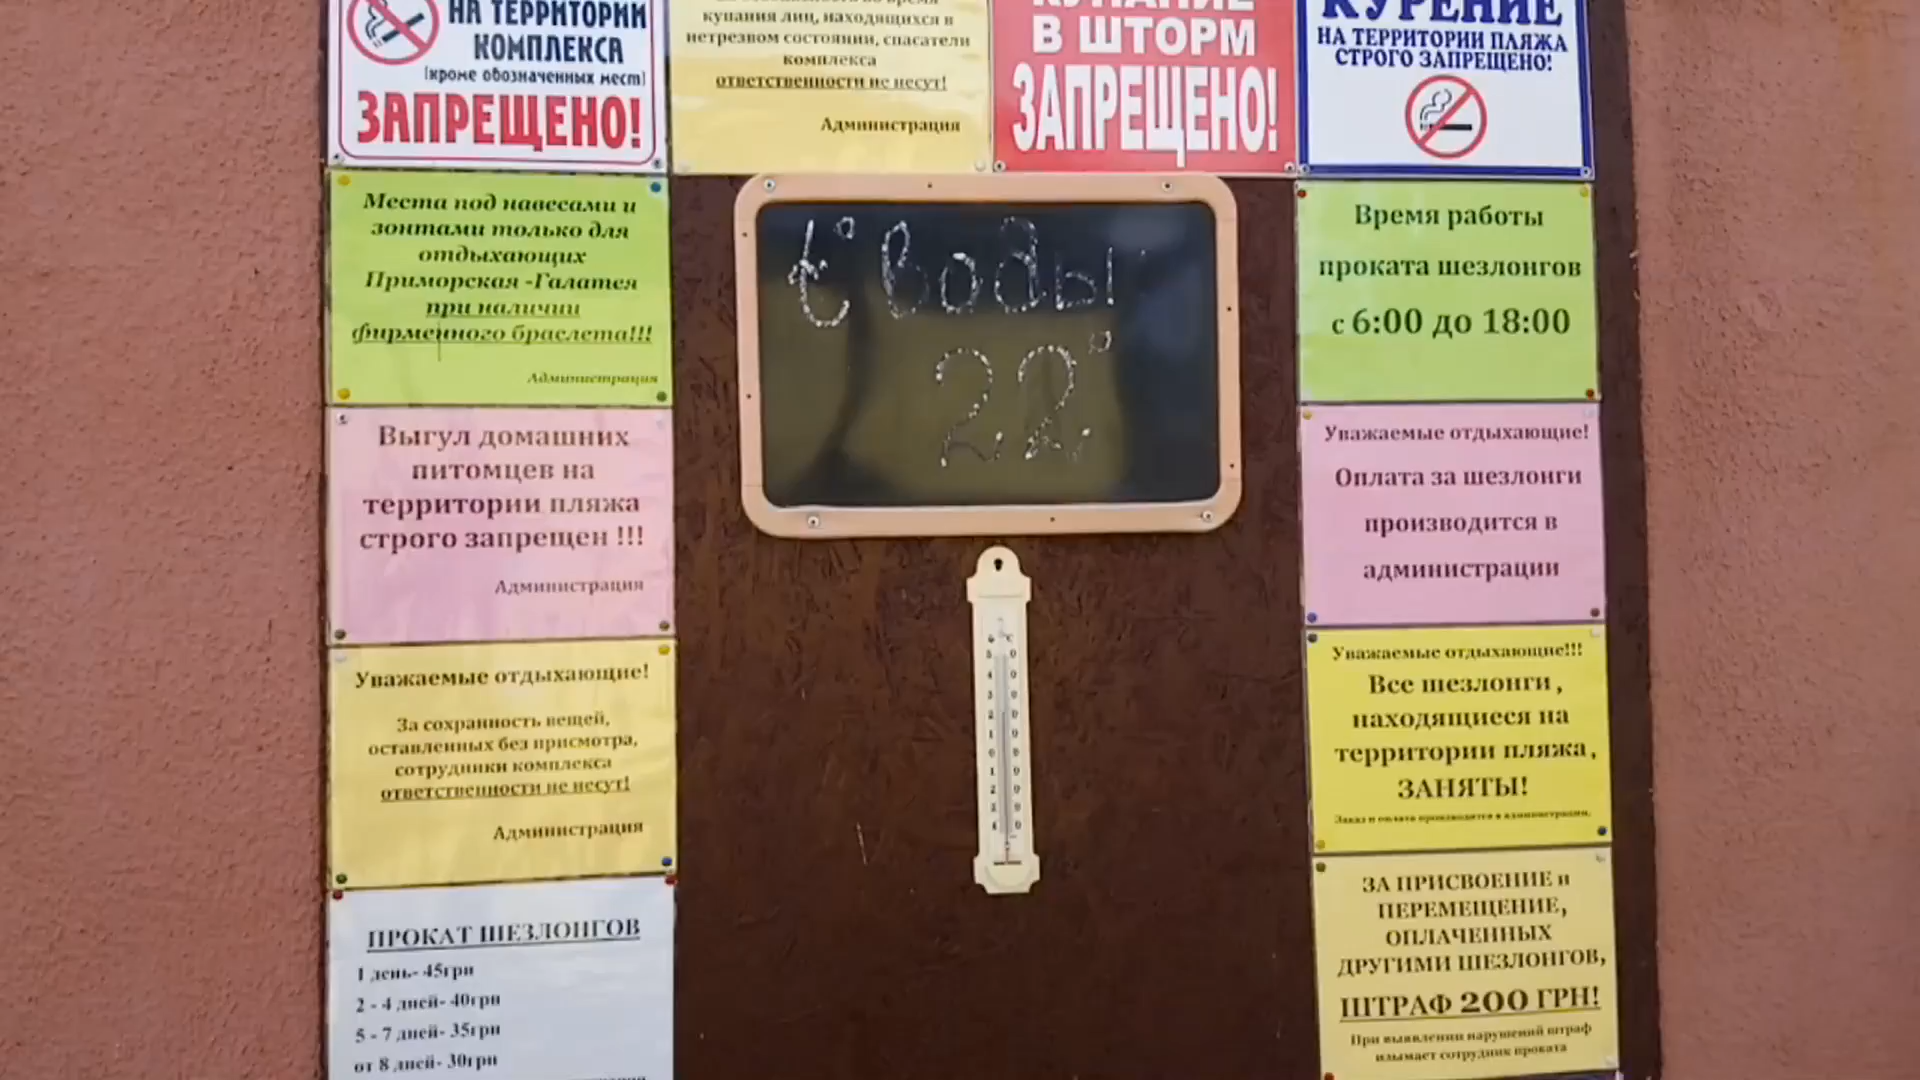 НА ТЕРРИТОРИИ
КОМПЛЕКСА
(кроме обозначенных мест)
ЗАПРЕЩЕНО!
купания лиц, находящихся в
нетрезвом состоянии, спасатели
комплекса
ответственности не несут!
Администрация
КУПАНИЕ
В ШТОРМ
ЗАПРЕЩЕНО!
КУРЕНИЕ
НА ТЕРРИТОРИИ ПЛЯЖА
СТРОГО ЗАПРЕЩЕНО!
Места под навесами и
зонтами только для
отдыхающих
Приморская -Галатея
при наличии
фирменного браслета!!!
Администрация
Выгул домашних
питомцев на
территории пляжа
строго запрещен !!!
Администрация
Уважаемые отдыхающие!
За сохранность вещей,
оставленных без присмотра,
сотрудники комплекса
ответственности не несут!
Администрация
ПРОКАТ ШЕЗЛОНГОВ
1 день- 45грн
2 - 4 дней- 40грн
5 - 7 дней- 35грн
от 8 дней- 30грн
t° воды
22°
Время работы
проката шезлонгов
с 6:00 до 18:00
Уважаемые отдыхающие!
Оплата за шезлонги
производится в
администрации
Уважаемые отдыхающие!!!
Все шезлонги,
находящиеся на
территории пляжа,
ЗАНЯТЫ!
Заказ и оплата производится в администрации.
ЗА ПРИСВОЕНИЕ и
ПЕРЕМЕЩЕНИЕ,
ОПЛАЧЕННЫХ
ДРУГИМИ ШЕЗЛОНГОВ,
ШТРАФ 200 ГРН!
При выявлении нарушений штраф
взымает сотрудник проката